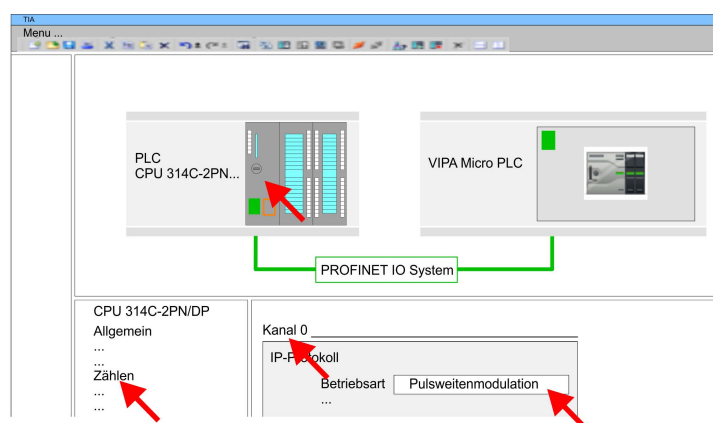 TIA
Menu ...
PLC
CPU 314C-2PN...
VIPA Micro PLC
PROFINET IO System
CPU 314C-2PN/DP
Allgemein
...
...
Zählen
...
...
Kanal 0
IP-Protokoll
Betriebsart Pulsweitenmodulation
...